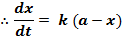 ∴ dx/dt = k (a − x)